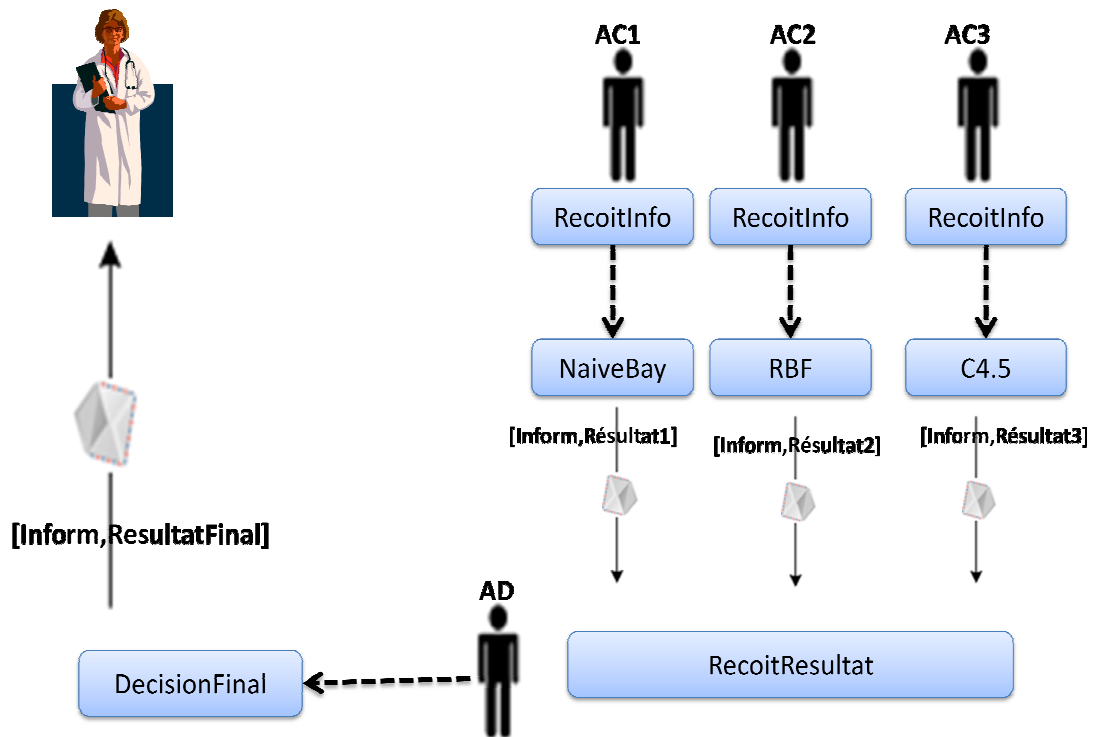 AC1 AC2 AC3
RecoitInfo RecoitInfo RecoitInfo
NaiveBay RBF C4.5
[Inform,Résultat1] [Inform,Résultat2] [Inform,Résultat3]
[Inform,ResultatFinal]
AD
RecoitResultat
DecisionFinal